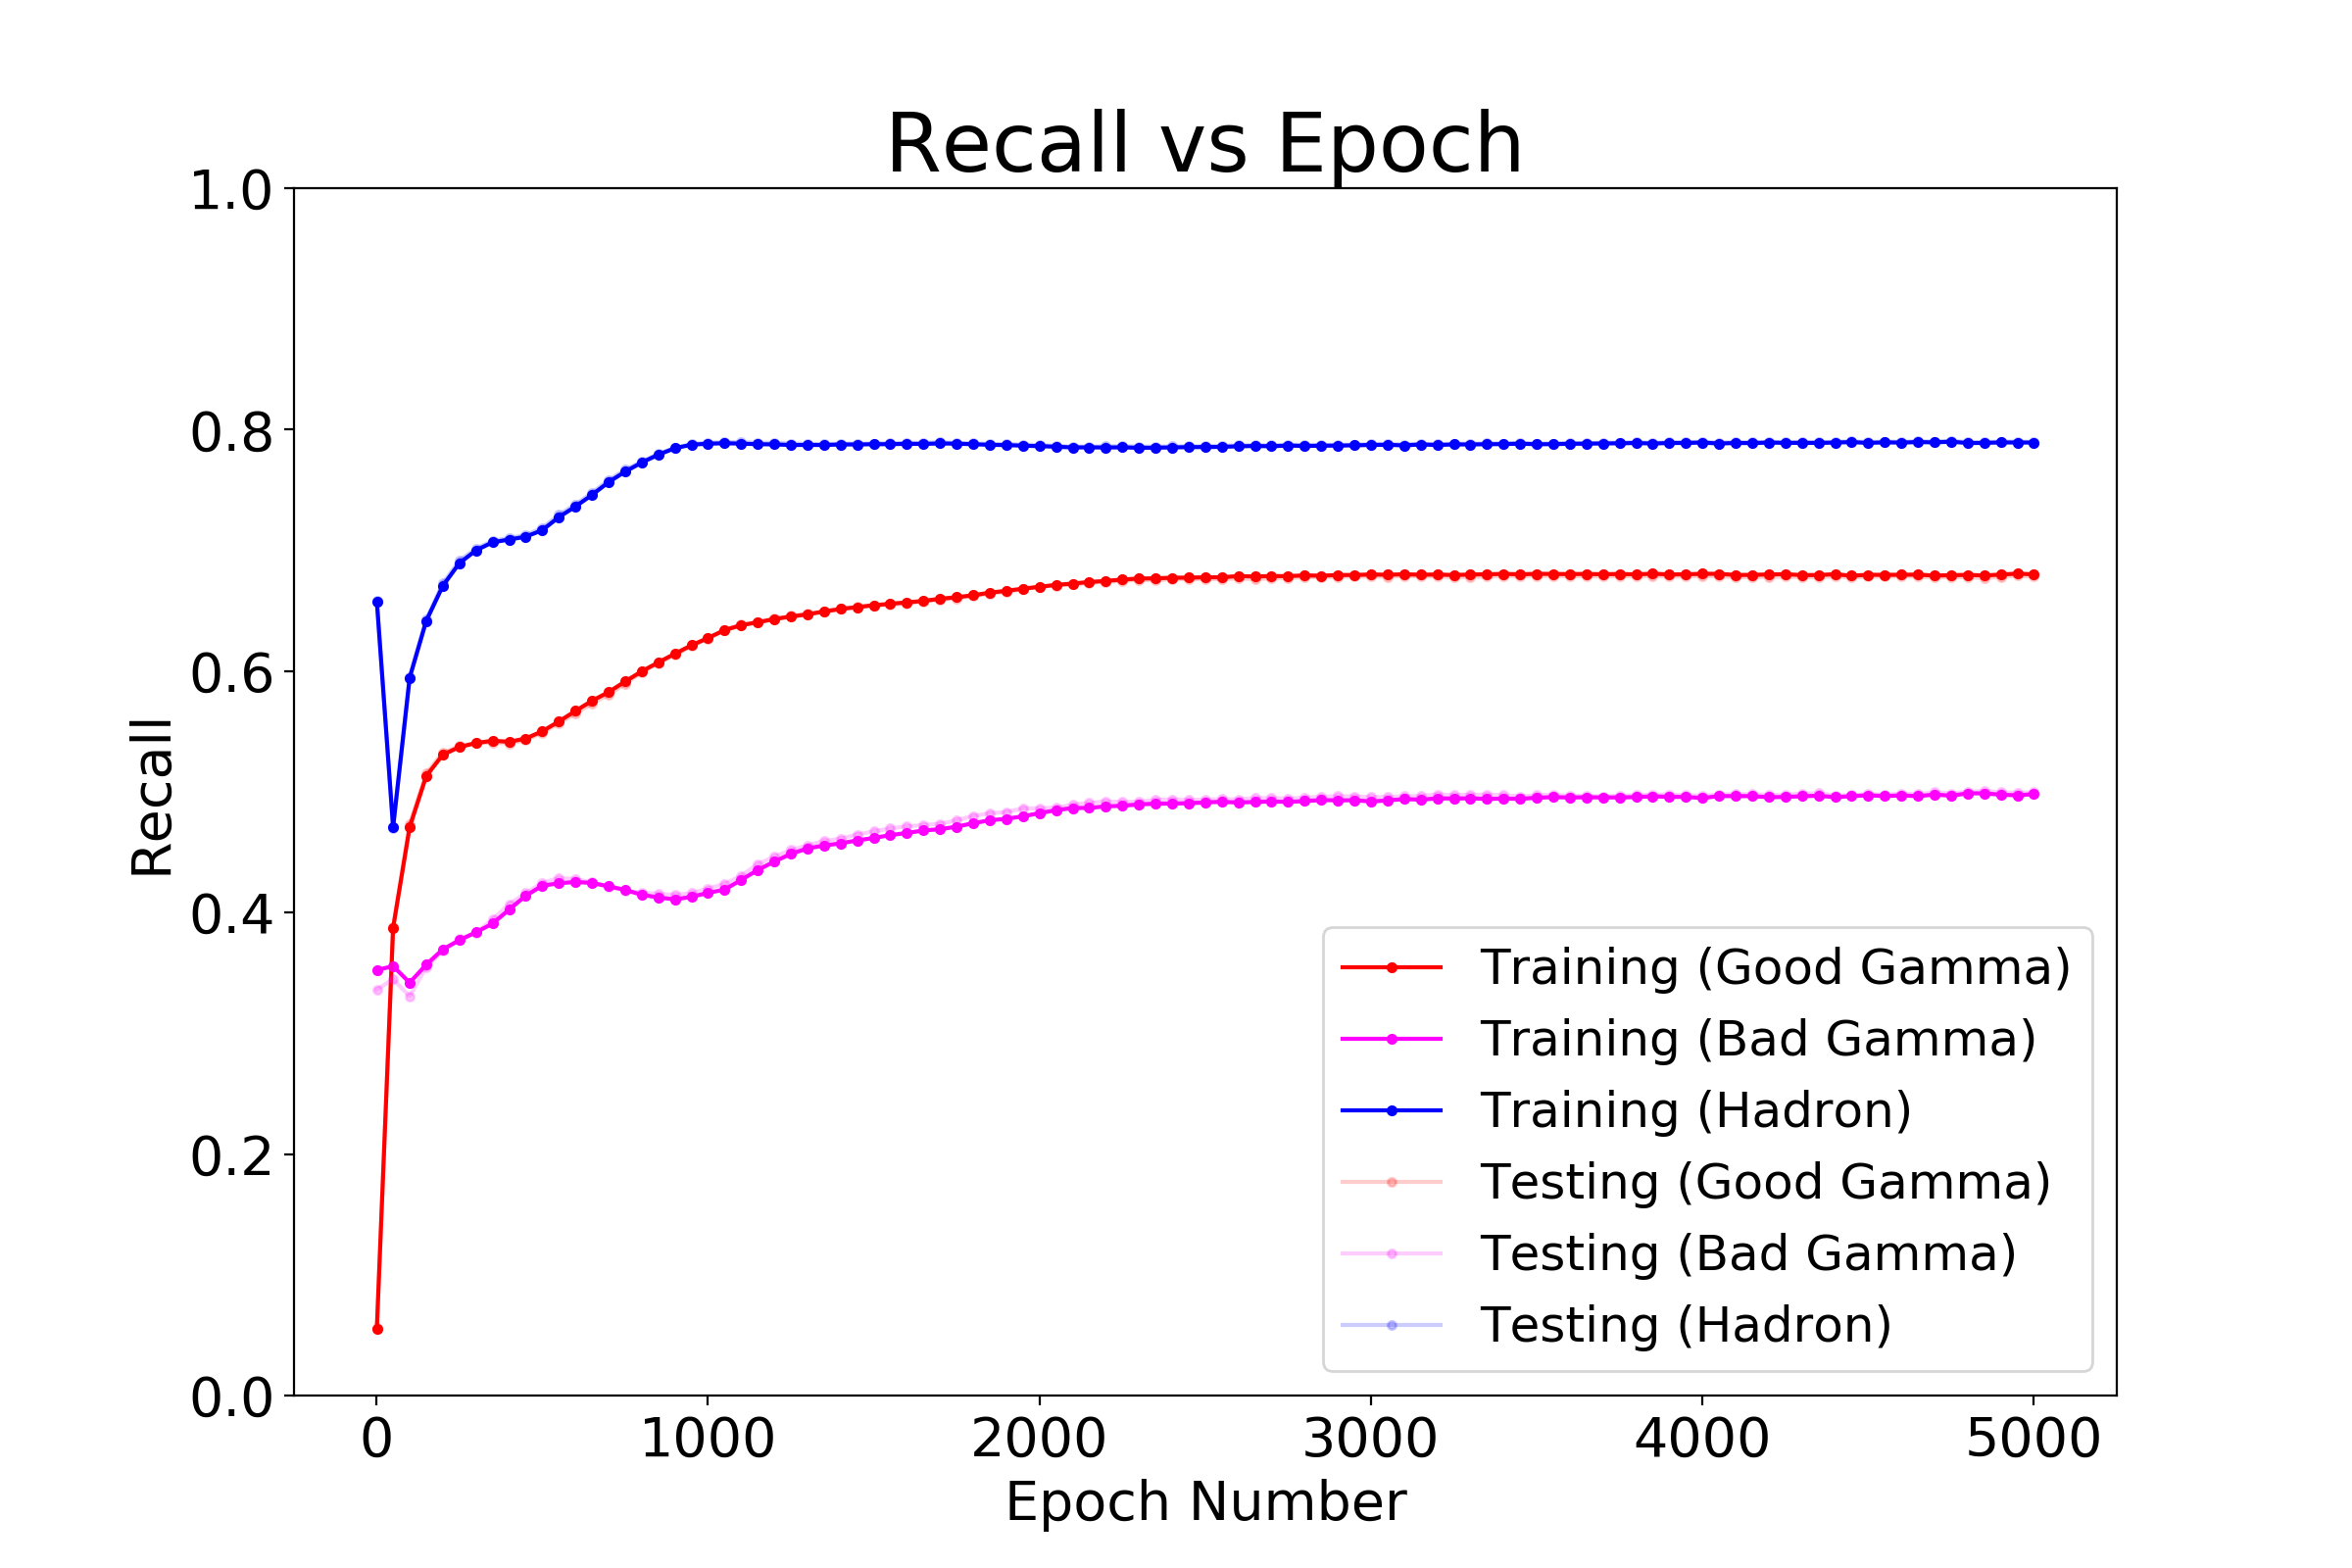 Recall vs Epoch
1.0
0.8
0.6
0.4
0.2
0.0
Recall
0 1000 2000 3000 4000 5000
Epoch Number
Training (Good Gamma)
Training (Bad Gamma)
Training (Hadron)
Testing (Good Gamma)
Testing (Bad Gamma)
Testing (Hadron)